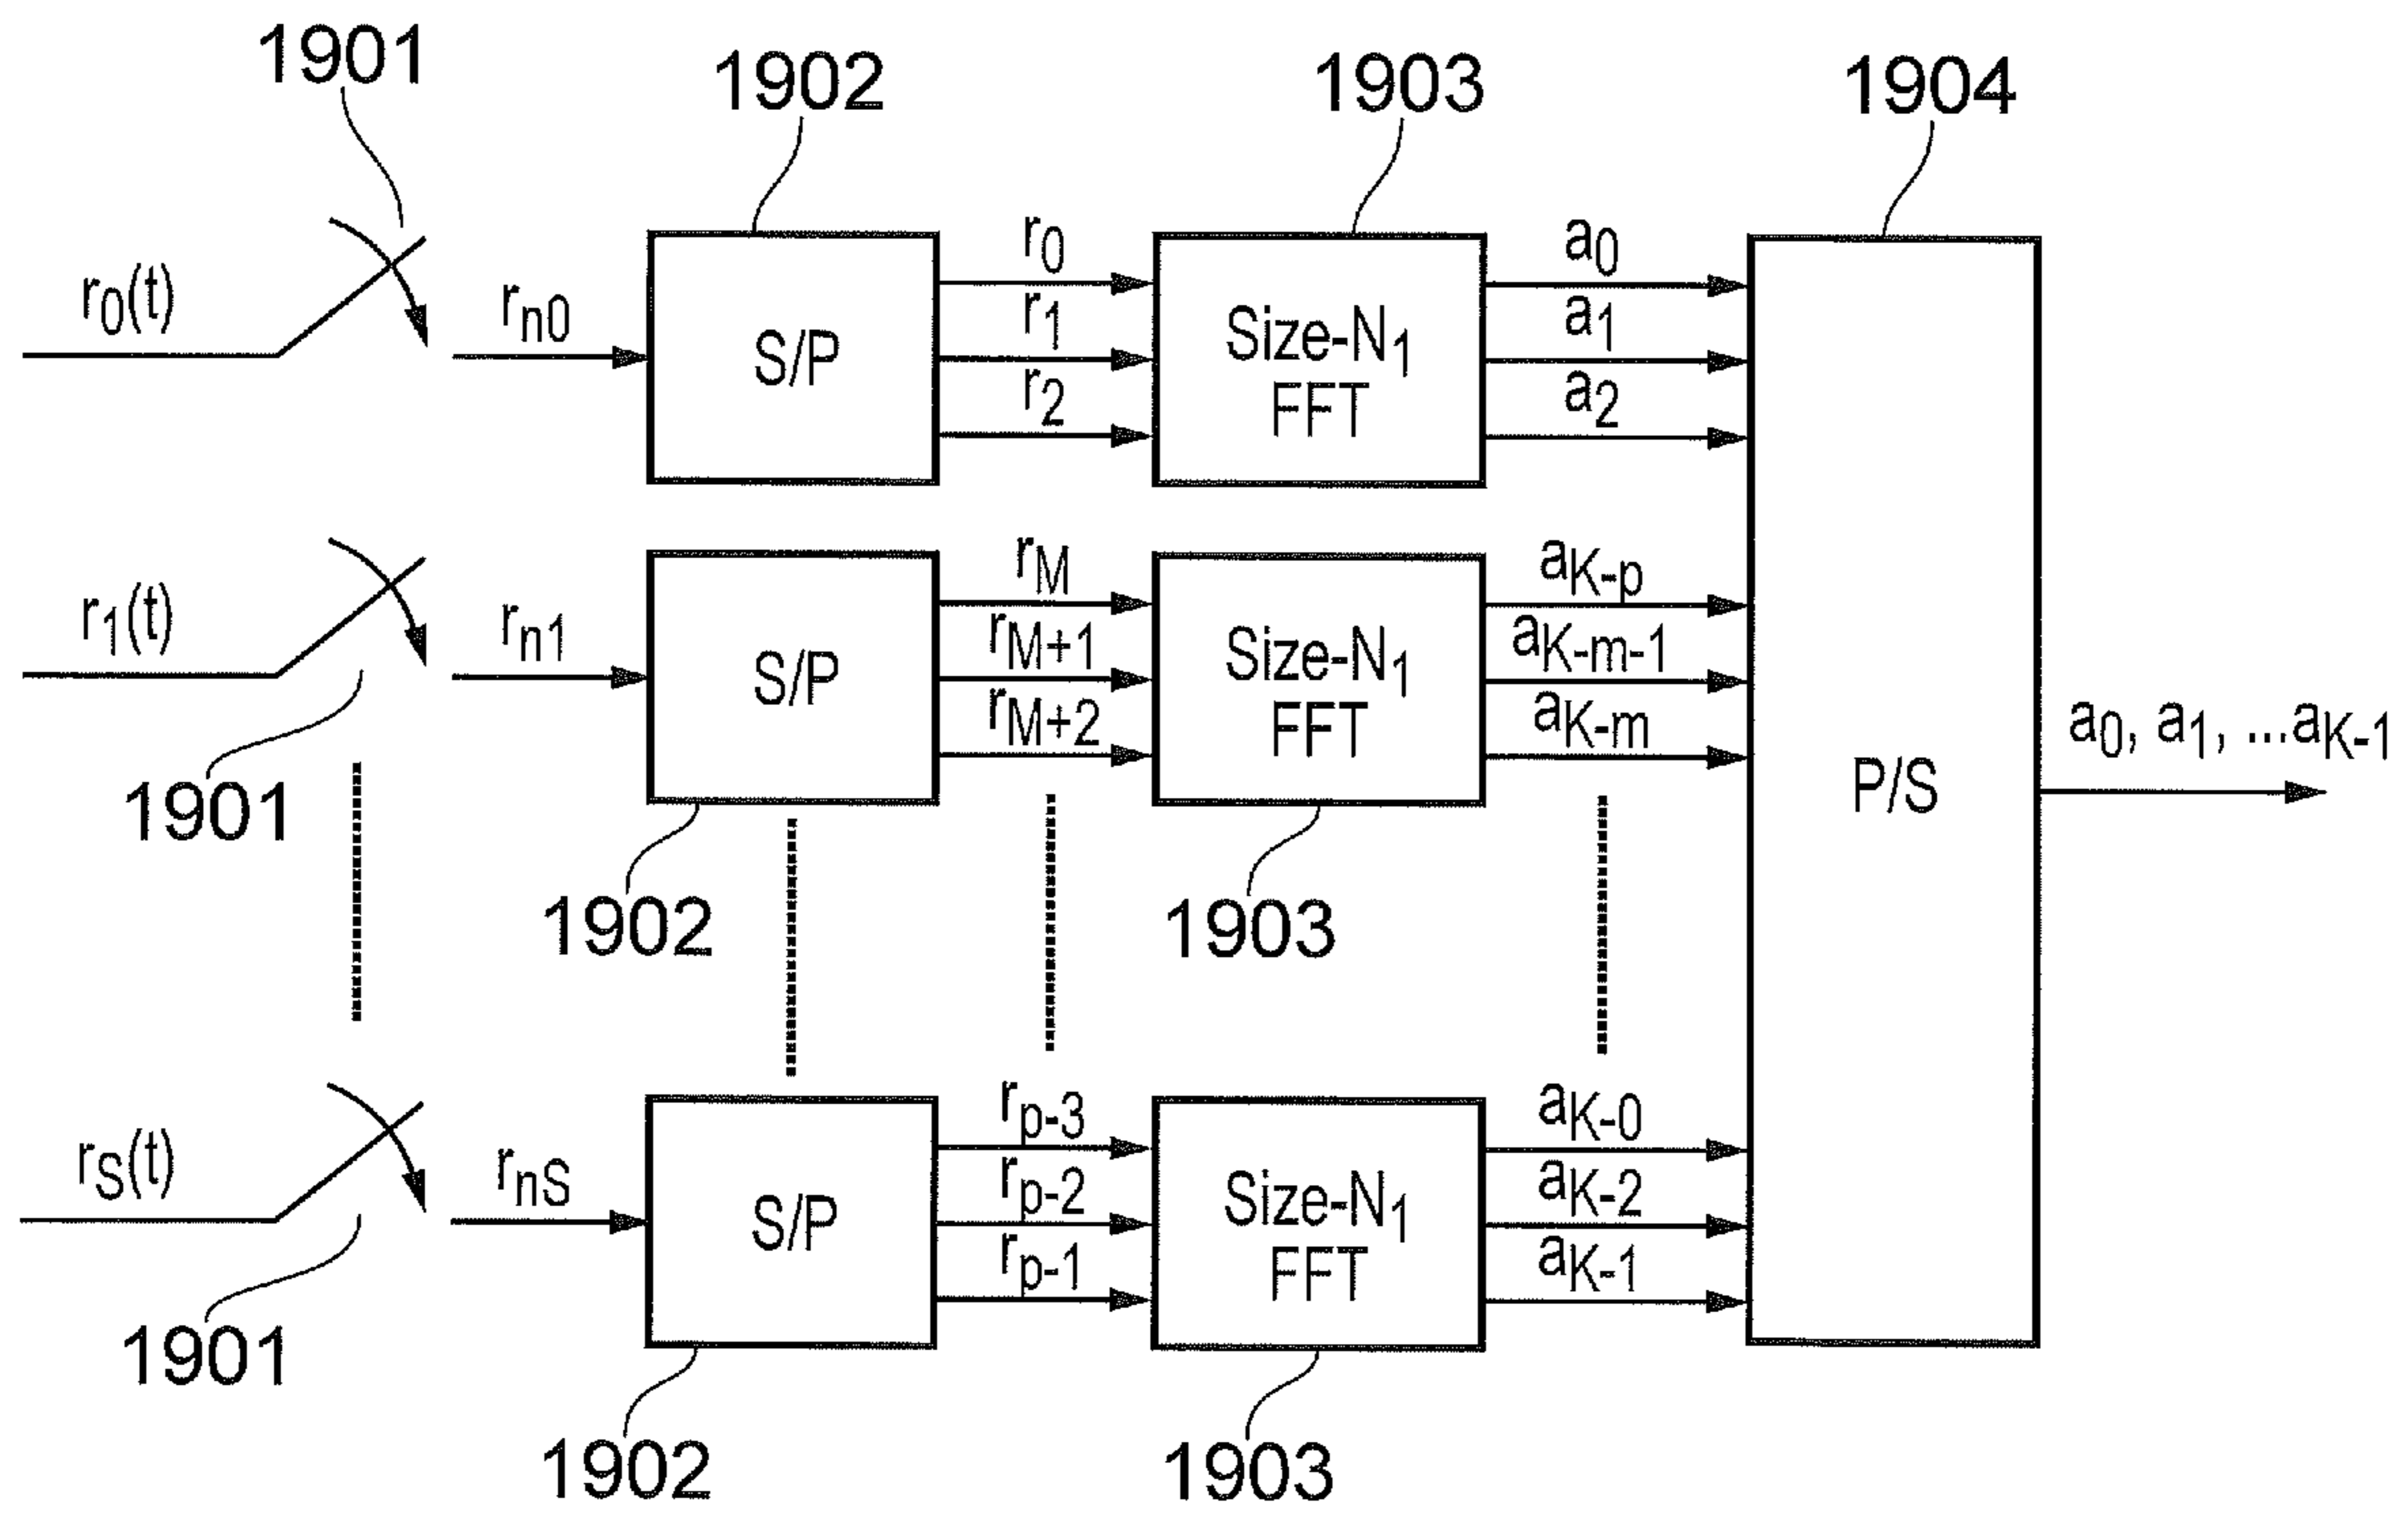 1901
1902
1903
1904
r0(t)
rn0
S/P
r0
r1
r2
Size-N1
FFT
a0
a1
a2
r1(t)
rn1
S/P
rM
rM+1
rM+2
Size-N1
FFT
aK-p
aK-m-1
aK-m
P/S
a0, a1, ...aK-1
1901
1902
1903
rS(t)
rnS
S/P
rp-3
rp-2
rp-1
Size-N1
FFT
aK-0
aK-2
aK-1
1901
1902
1903